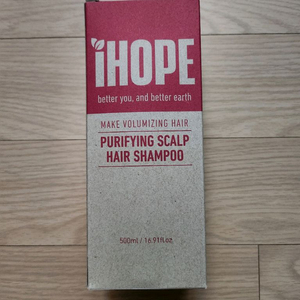 iHOPE
better you, and better earth
MAKE VOLUMIZING HAIR
PURIFYING SCALP
HAIR SHAMPOO
500ml / 16.91fl.oz